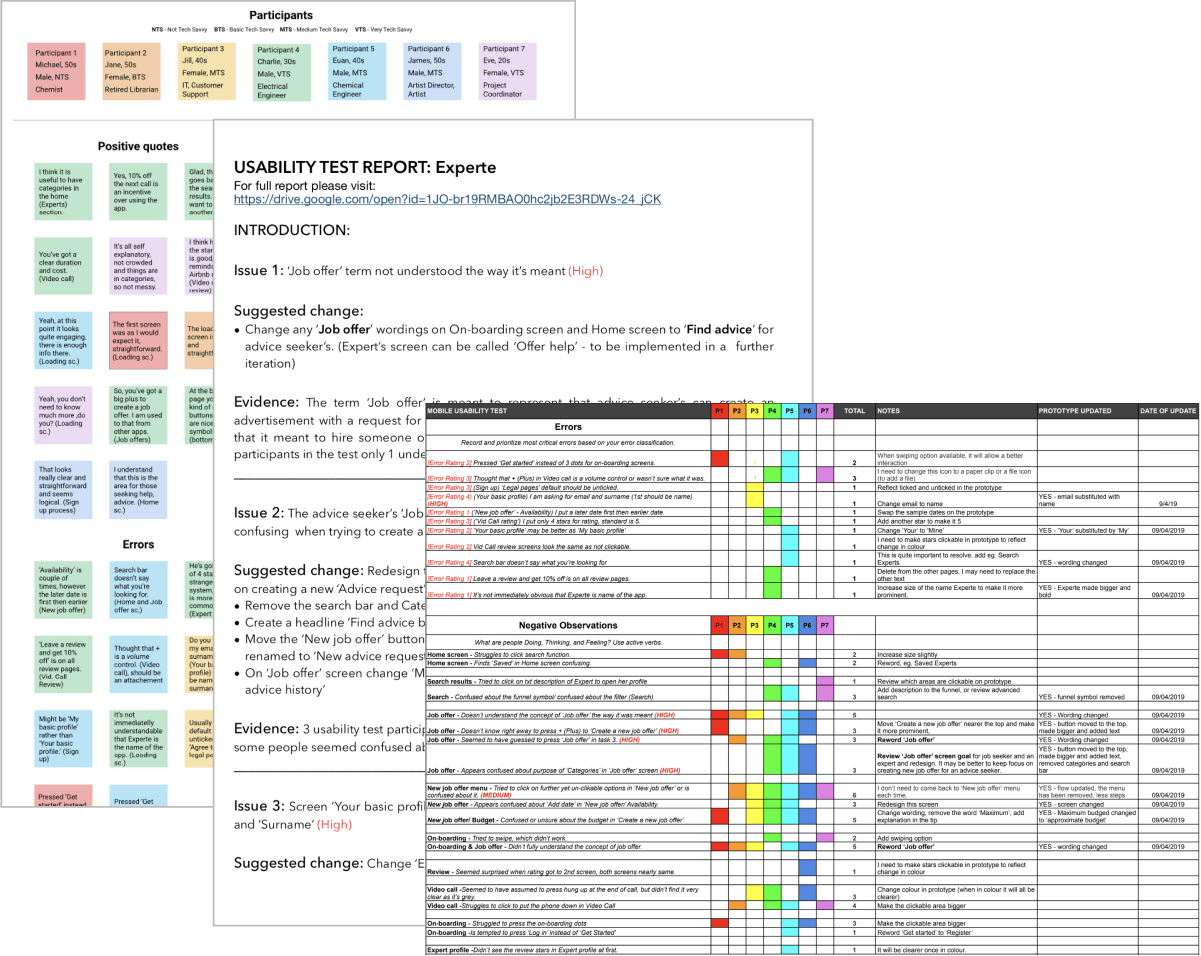 Participants
NTS - Not Tech Savvy BTS - Basic Tech Savvy MTS - Medium Tech Savvy VTS - Very Tech Savvy
Participant 1
Michael, 50s
Male, NTS
Chemist
Participant 2
Jane, 50s
Female, BTS
Retired Librarian
Participant 3
Jill, 40s
Female, MTS
IT, Customer
Support
Participant 4
Charlie, 30s
Male, VTS
Electrical
Engineer
Participant 5
Euan, 40s
Male, MTS
Chemical
Engineer
Participant 6
James, 50s
Male, MTS
Artist Director,
Artist
Participant 7
Eve, 20s
Female, VTS
Project
Coordinator
Positive quotes
I think it is
useful to have
categories in
the home
(Experts)
section.
Yes, 10% off
the next call is
an incentive
over using the
app.
Glad, th
goes ba
the sea
results.
want to
another
You've got a
clear duration
and cost.
(Video call)
It's all self
explanatory,
not crowded
and things are
in categories,
so not messy.
I think h
the star
is good,
remind
Airbnb r
(Video c
review)
Yeah, at this
point it looks
quite engaging,
there is enough
info there.
(Loading sc.)
The first screen
was as I would
expect it,
straightforward.
(Loading sc.)
The load
screen is
and
straightf
Yeah, you don't
need to know
much more ,do
you? (Loading
sc.)
So, you've got a
big plus to
create a job
offer. I am used
to that from
other apps.
(Job offers)
At the b
page yo
kind of
buttons
are nice
symbol
(bottom
That looks
really clear and
straightforward
and seems
logical. (Sign
up process)
I understand
that this is the
area for those
seeking help,
advice. (Home
sc.)
Errors
'Availability' is
couple of
times, however
the later date is
first then earlier
(New job offer)
Search bar
doesn't say
what you're
looking for.
(Home and Job
offer sc.)
He's go
of 4 sta
strange
system,
is more
commo
(Expert
'Leave a review
and get 10%
off' is on all
review pages.
(Vid. Call
Review)
Thought that +
is a volume
control. (Video
call), should be
an attachement
Do you
my ema
surnam
(Your b
profile)
be nam
surnam
Might be 'My
basic profile'
rather than
'Your basic
profile.' (Sign
up)
It's not
immediatelly
understandable
that Experte is
the name of the
app. (Loading
sc.)
Usually
default
untick
'Agree t
legal po
Pressed 'Get
started' instead
Pressed 'Get
USABILITY TEST REPORT: Experte
For full report please visit:
https://drive.google.com/open?id=1JO-br19RMBAO0hc2jb2E3RDWs-24_jCK
INTRODUCTION:
Issue 1: 'Job offer' term not understood the way it's meant (High)
Suggested change:
• Change any 'Job offer' wordings on On-boarding screen and Home screen to 'Find advice' for
advice seeker's. (Expert's screen can be called 'Offer help' - to be implemented in a further
iteration)
Evidence: The term 'Job offer' is meant to represent that advice seeker's can create an
advertisement with a request for
that it meant to hire someone o
participants in the test only 1 unde
Issue 2: The advice seeker's 'Job
confusing when trying to create a
Suggested change: Redesign t
on creating a new 'Advice request'
• Remove the search bar and Cate
• Create a headline 'Find advice b
• Move the 'New job offer' button
renamed to 'New advice reques
• On 'Job offer' screen change 'M
advice history'
Evidence: 3 usability test particip
some people seemed confused ab
Issue 3: Screen 'Your basic profi
and 'Surname' (High)
Suggested change: Change 'E
MOBILE USABILITY TEST P1 P2 P3 P4 P5 P6 P7 TOTAL NOTES PROTOTYPE UPDATED DATE OF UPDATE
Errors
Record and prioritize most critical errors based on your error classification.
[Error Rating 2] Pressed 'Get started' instead of 3 dots for on-boarding screens. 2 When swiping option available, it will allow a better interaction
[Error Rating 3] Thought that + (Plus) in Video call is a volume control or wasn't sure what it was. 3 I need to change this icon to a paper clip or a file icon (to add a file)
[Error Rating 3] (Sign up) 'Legal pages' default should be unticked. 1 Reflect ticked and unticked in the prototype
[Error Rating 4) (Your basic profile) I am asking for email and surname (1st should be name) (HIGH) 1 Change email to name YES - email substituted with name 9/4/19
[Error Rating 1 ('New job offer' - Availability) I put a later date first then earlier date. 1 Swap the sample dates on the prototype
[Error Rating 3] ('Vid Call rating') I put only 4 stars for rating, standard is 5. 1 Add another star to make it 5
[Error Rating 2] 'Your basic profile' may be better as 'My basic profile' 1 Change 'Your' to 'Mine' YES - 'Your' substituted by 'My' 09/04/2019
[Error Rating 2] Vid Call review screens look the same as not clickable. 1 I need to make stars clickable in prototype to reflect change in colour
[Error Rating 4] Search bar doesn't say what you're looking for 1 This is quite important to resolve, add eg. Search Experts YES - wording changed 09/04/2019
[Error Rating 1] Leave a review and get 10% off is on all review pages. 1 Delete from the other pages, I may need to replace the other text
[Error Rating 1] It's not immediately obvious that Experte is name of the app. 1 Increase size of the name Experte to make it more prominent. YES - Experte made bigger and bold 09/04/2019
Negative Observations P1 P2 P3 P4 P5 P6 P7
What are people Doing, Thinking, and Feeling? Use active verbs.
Home screen - Struggles to click search function. 2 Increase size slightly
Home screen - Finds 'Saved' in Home screen confusing. 2 Reword, eg, Saved Experts
Search results - Tried to click on txt description of Expert to open her profile 1 Review which areas are clickable on prototype
Search - Confused about the funnel symbol/ confused about the filter (Search) 3 Add description to the funnel, or review advanced search YES - funnel symbol removed 09/04/2019
Job offer - Doesn't understand the concept of 'Job offer' the way it was meant (HIGH) 5 YES - Wording changed 09/04/2019
Job offer - Doesn't know right away to press + (Plus) to 'Create a new job offer' (HIGH) 3 Move 'Create a new job offer' nearer the top and make it more prominent, YES - button moved to the top, made bigger and added text 09/04/2019
Job offer - Seemed to have guessed to press 'Job offer' in task 3. (HIGH) 3 Reword 'Job offer' YES - Wording changed 09/04/2019
Job offer - Appears confused about purpose of 'Categories' in 'Job offer' screen (HIGH) 3 Review 'Job offer' screen goal for job seeker and an expert and redesign. It may be better to keep focus on creating new job offer for an advice seeker. YES - button moved to the top, made bigger and added text, removed categories and search bar 09/04/2019
New job offer menu - Tried to click on further yet un-clikable options in 'New job offer' or is confused about it. (MEDIUM) 6 I don't need to come back to 'New job offer' menu each time. YES - flow updated, the menu has been removed, less steps 09/04/2019
New job offer - Appears confused about 'Add date' in 'New job offer/ Availability. 3 Redesign this screen YES - screen changed 09/04/2019
New job offer/ Budget - Confused or unsure about the budget in 'Create a new job offer' 5 Change wording, remove the word 'Maximum', add explanation in the tip. YES - Maximum budged changed to 'approximate budget' 09/04/2019
On-boarding - Tried to swipe, which didn't work. 2 Add swiping option
On-boarding & Job offer - Didn't fully understand the concept of job offer. 5 Reword 'Job offer' YES - wording changed 09/04/2019
Review - Seemed surprised when rating got to 2nd screen, both screens nearly same. 1 I need to make stars clickable in prototype to reflect change in colour
Video call -Seemed to have assumed to press hung up at the end of call, but didn't find it very clear as it's grey. 3 Change colour in prototype (when in colour it will all be clearer)
Video call -Struggles to click to put the phone down in Video Call 4 Make the clickable area bigger
On-boarding - Struggled to press the on-boarding dots 3 Make the clickable area bigger
On-boarding -Is tempted to press 'Log in' instead of 'Get Started' 1 Reword 'Get started' to 'Register'
Expert profile -Didn't see the review stars in Expert profile at first. 1 It will be clearer once in colour.